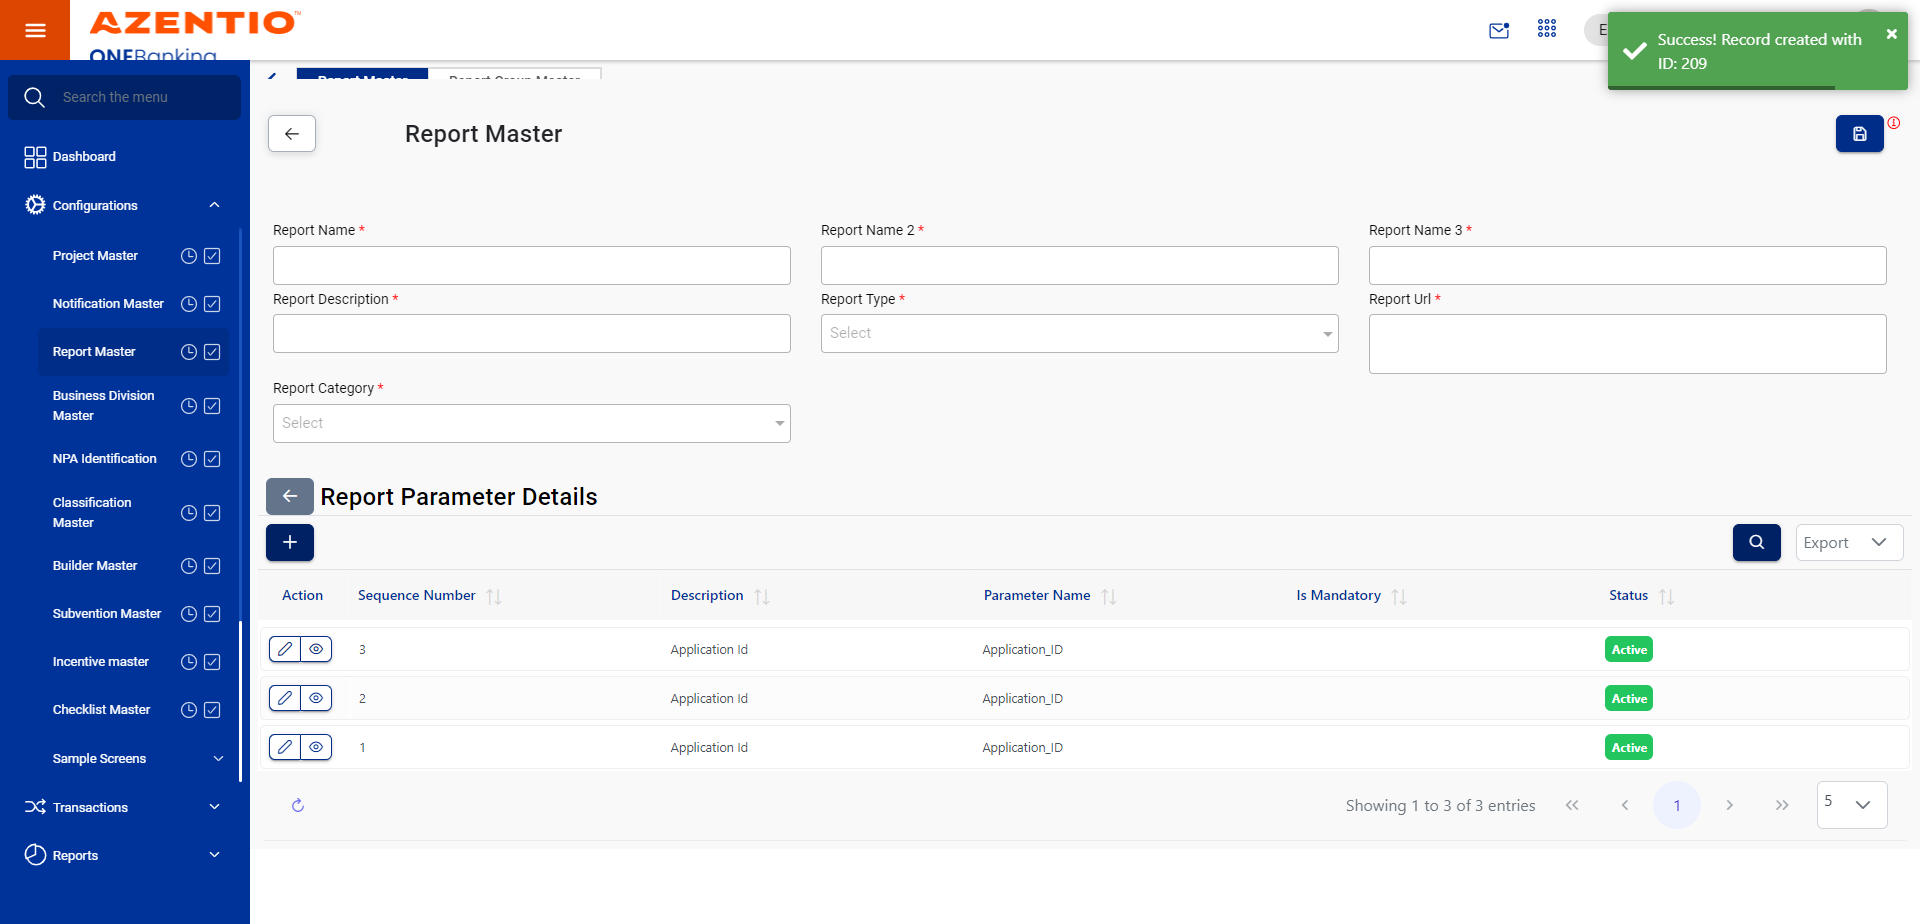 AZENTIO™
ONEBanking
E
Success! Record created with
ID: 209
Search the menu
Dashboard
Configurations
Project Master
Notification Master
Report Master
Business Division
Master
NPA Identification
Classification
Master
Builder Master
Subvention Master
Incentive master
Checklist Master
Sample Screens
Transactions
Reports
Report Master
Report Group Master
Report Master
Report Name *
Report Name 2 *
Report Name 3 *
Report Description *
Report Type *
Report Url *
Select
Report Category *
Select
Report Parameter Details
Export
Action
Sequence Number
Description
Parameter Name
Is Mandatory
Status
3
Application Id
Application_ID
Active
2
Application Id
Application_ID
Active
1
Application Id
Application_ID
Active
Showing 1 to 3 of 3 entries
1
5